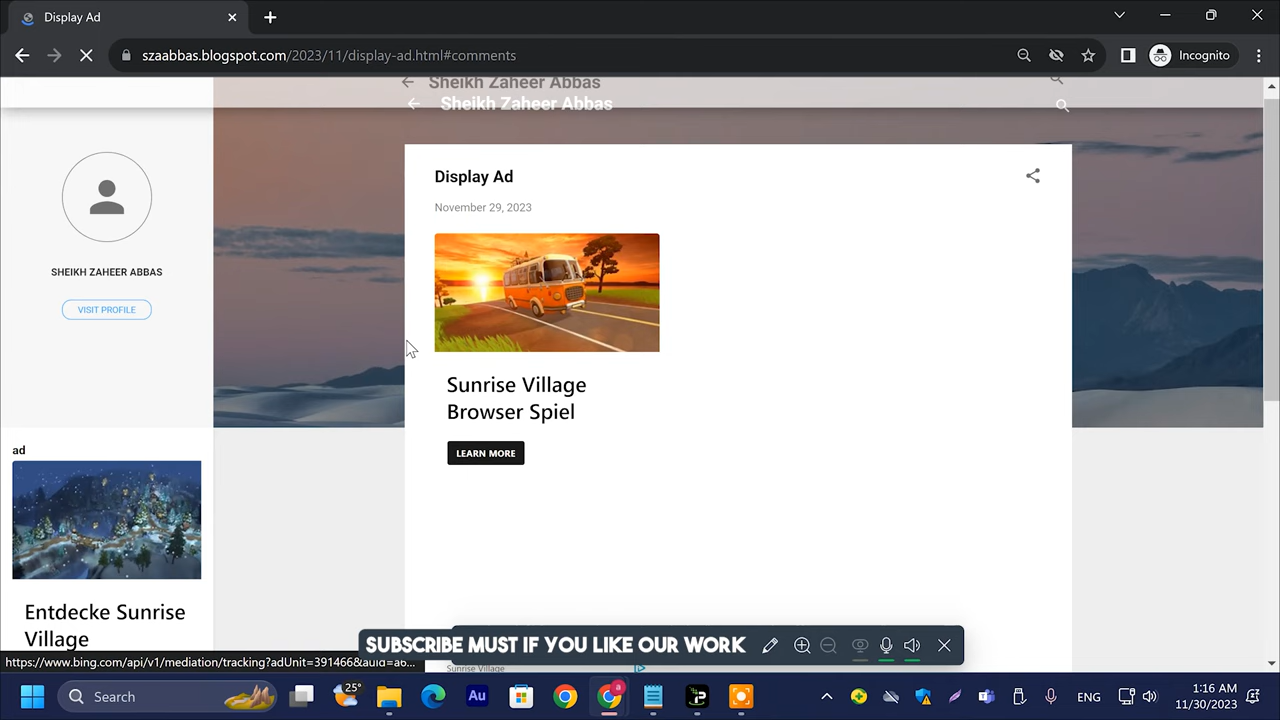 Display Ad
szaabbas.blogspot.com/2023/11/display-ad.html#comments
Incognito
Sheikh Zaheer Abbas
Sheikh Zaheer Abbas
SHEIKH ZAHEER ABBAS
VISIT PROFILE
Display Ad
November 29, 2023
Sunrise Village
Browser Spiel
LEARN MORE
ad
Entdecke Sunrise
Village
SUBSCRIBE MUST IF YOU LIKE OUR WORK
https://www.bing.com/api/v1/mediation/tracking?adUnit=391466&auId=a6...
Sunrise Village
Search
25°
Au
a
ENG
1:16 AM
11/30/2023